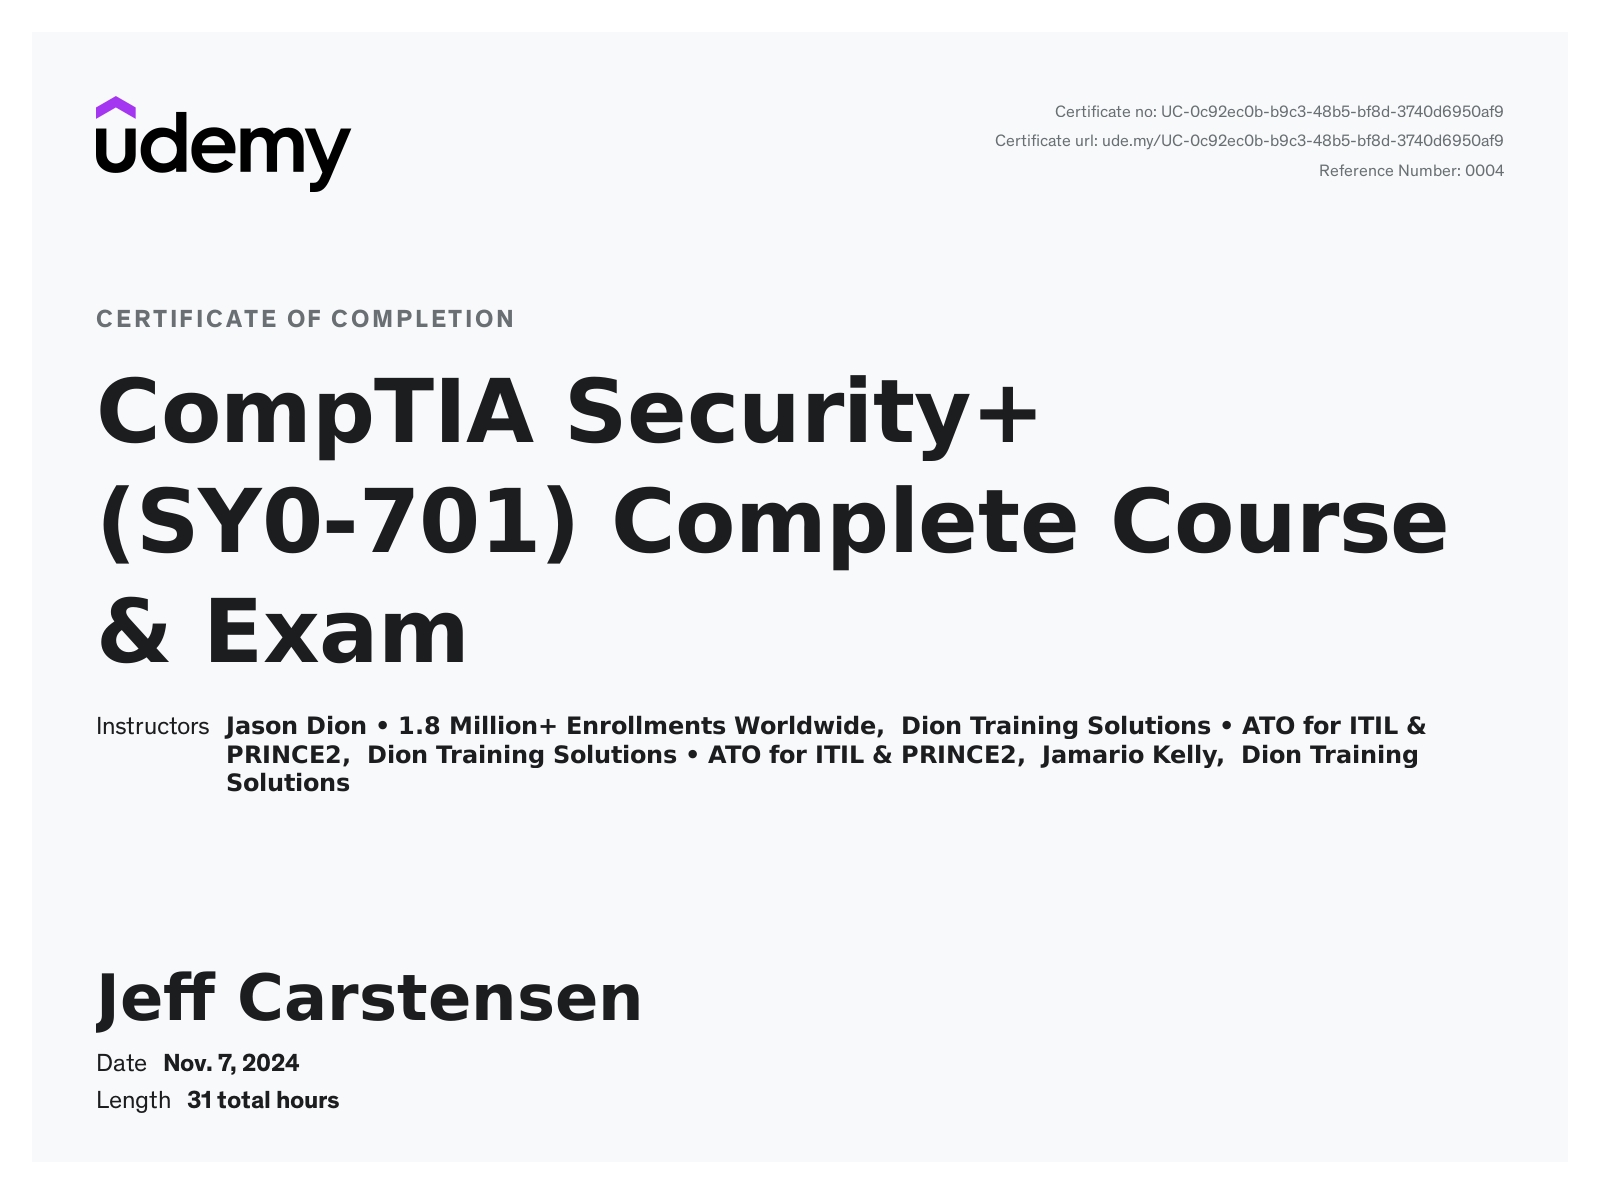 udemy
Certificate no: UC-0c92ec0b-b9c3-48b5-bf8d-3740d6950af9
Certificate url: ude.my/UC-0c92ec0b-b9c3-48b5-bf8d-3740d6950af9
Reference Number: 0004
CERTIFICATE OF COMPLETION
CompTIA Security+
(SY0-701) Complete Course
& Exam
Instructors Jason Dion • 1.8 Million+ Enrollments Worldwide, Dion Training Solutions • ATO for ITIL &
PRINCE2, Dion Training Solutions • ATO for ITIL & PRINCE2, Jamario Kelly, Dion Training
Solutions
Jeff Carstensen
Date Nov. 7, 2024
Length 31 total hours